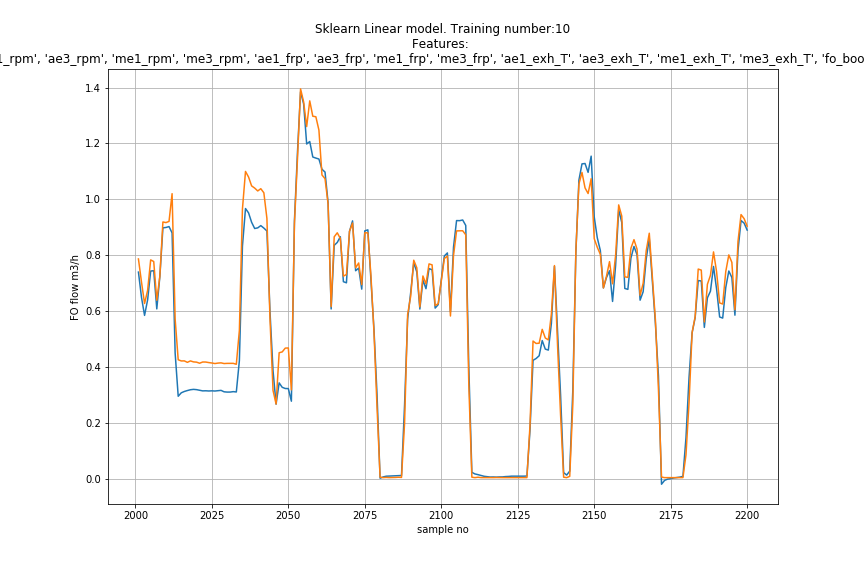 Sklearn Linear model. Training number:10
Features:
1_rpm', 'ae3_rpm', 'me1_rpm', 'me3_rpm', 'ae1_frp', 'ae3_frp', 'me1_frp', 'me3_frp', 'ae1_exh_T', 'ae3_exh_T', 'me1_exh_T', 'me3_exh_T', 'fo_boo
1.4
1.2
1.0
0.8
0.6
0.4
0.2
0.0
FO flow m3/h
2000 2025 2050 2075 2100 2125 2150 2175 2200
sample no